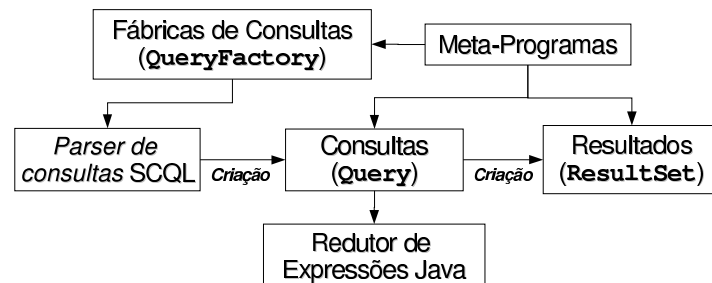 Fábricas de Consultas
(QueryFactory)
Meta-Programas
Parser de
consultas SCQL
Criação
Consultas
(Query)
Criação
Resultados
(ResultSet)
Redutor de
Expressões Java